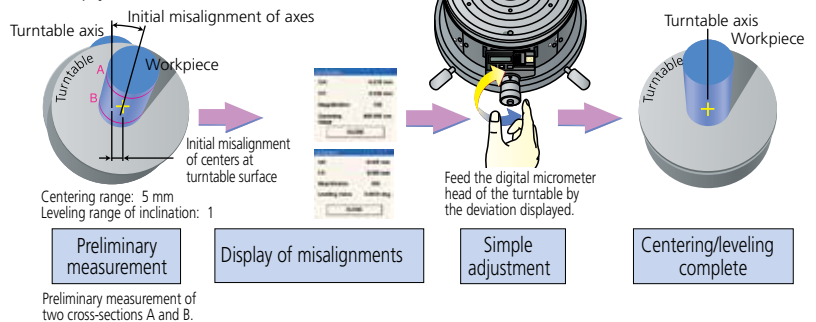 Initial misalignment of axes
Turntable axis
Workpiece
Turntable
A
B
Initial misalignment
of centers at
turntable surface
Centering range: 5 mm
Leveling range of inclination: 1
Preliminary
measurement
Preliminary measurement of
two cross-sections A and B.
Display of misalignments
Feed the digital micrometer
head of the turntable by
the deviation displayed.
Simple
adjustment
Turntable axis
Workpiece
Turntable
Centering/leveling
complete